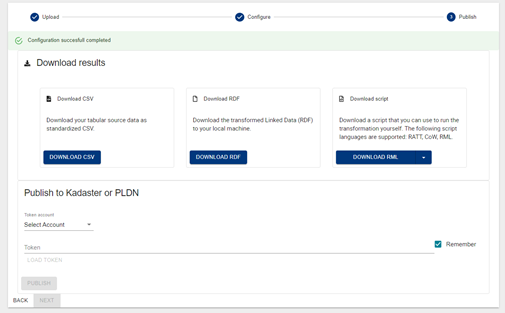 Upload
Configure
3 Publish
Configuration succesfull completed
Download results
Download CSV
Download your tabular source data as
standardized CSV.
DOWNLOAD CSV
Download RDF
Download the transformed Linked Data (RDF)
to your local machine.
DOWNLOAD RDF
Download script
Download a script that you can use to run the
transformation yourself. The following script
languages are supported: RATT, CoW, RML.
DOWNLOAD RML
Publish to Kadaster or PLDN
Token account
Select Account
Token
Remember
LOAD TOKEN
PUBLISH
BACK NEXT